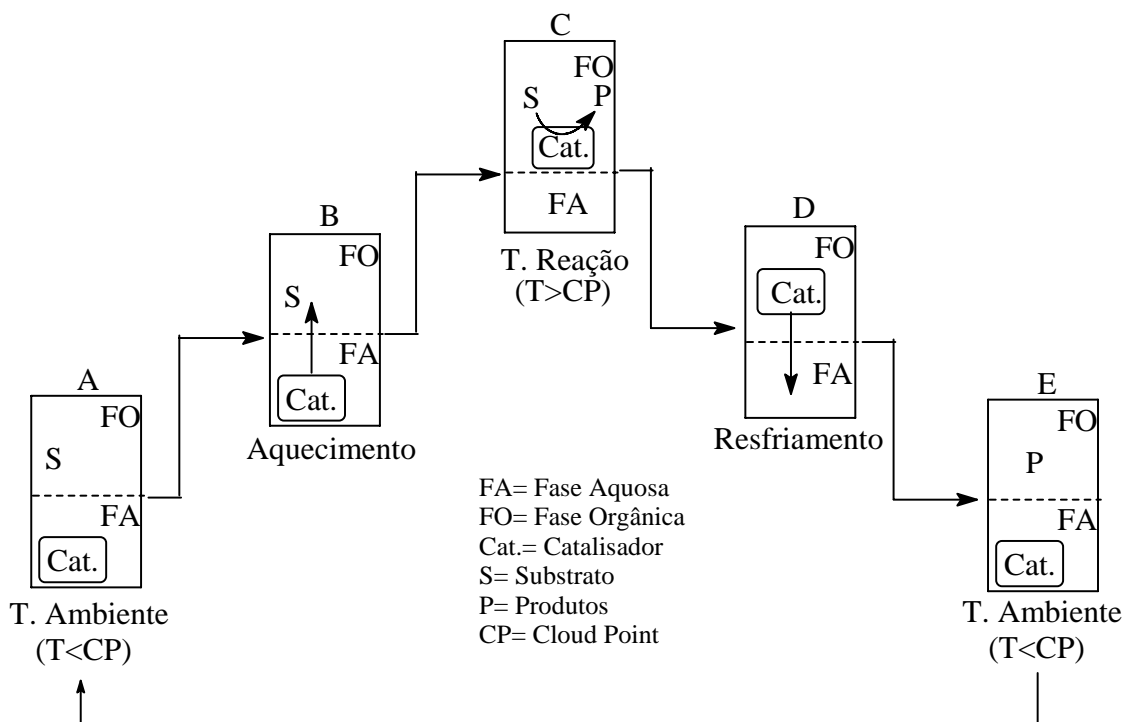 A
FO
S
FA
Cat.
T. Ambiente
(T<CP)
B
FO
S
FA
Cat.
Aquecimento
C
FO
S P
Cat.
FA
T. Reação
(T>CP)
D
FO
Cat.
FA
Resfriamento
E
FO
P
FA
Cat.
T. Ambiente
(T<CP)
FA= Fase Aquosa
FO= Fase Orgânica
Cat.= Catalisador
S= Substrato
P= Produtos
CP= Cloud Point